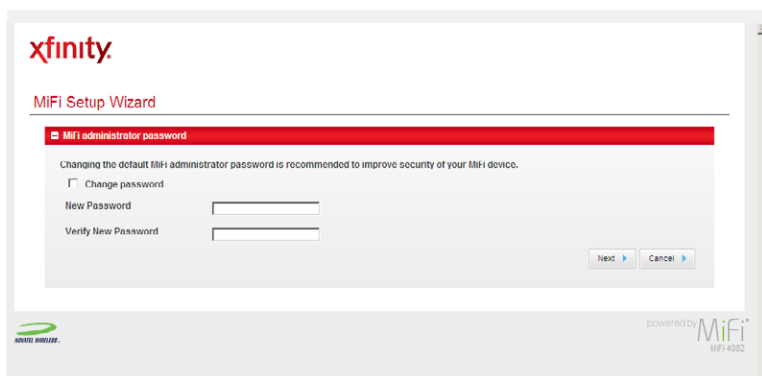 xfinity.
MiFi Setup Wizard
MiFi administrator password
Changing the default MiFi administrator password is recommended to improve security of your MiFi device.
Change password
New Password
Verify New Password
Next
Cancel
NOVATEL WIRELESS.
powered by MiFi
MiFi 4082